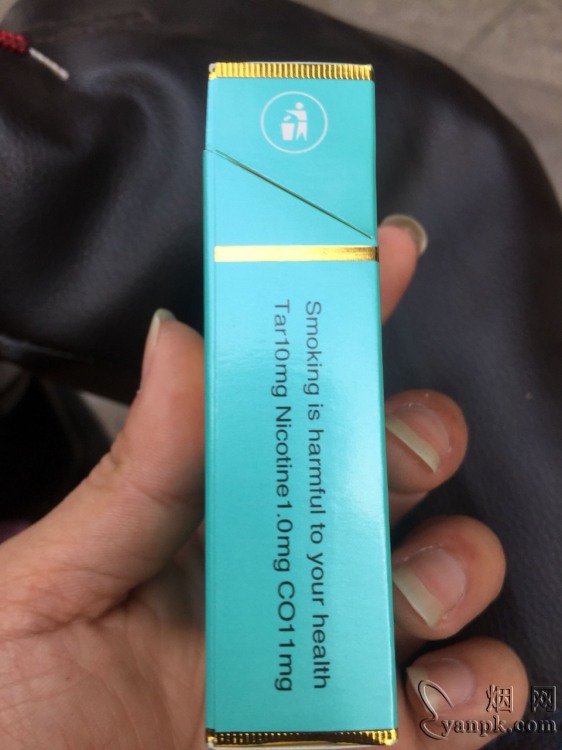 Smoking is harmful to your health
Tar10mg Nicotine1.0mg CO11mg
烟 网
yanpk.com